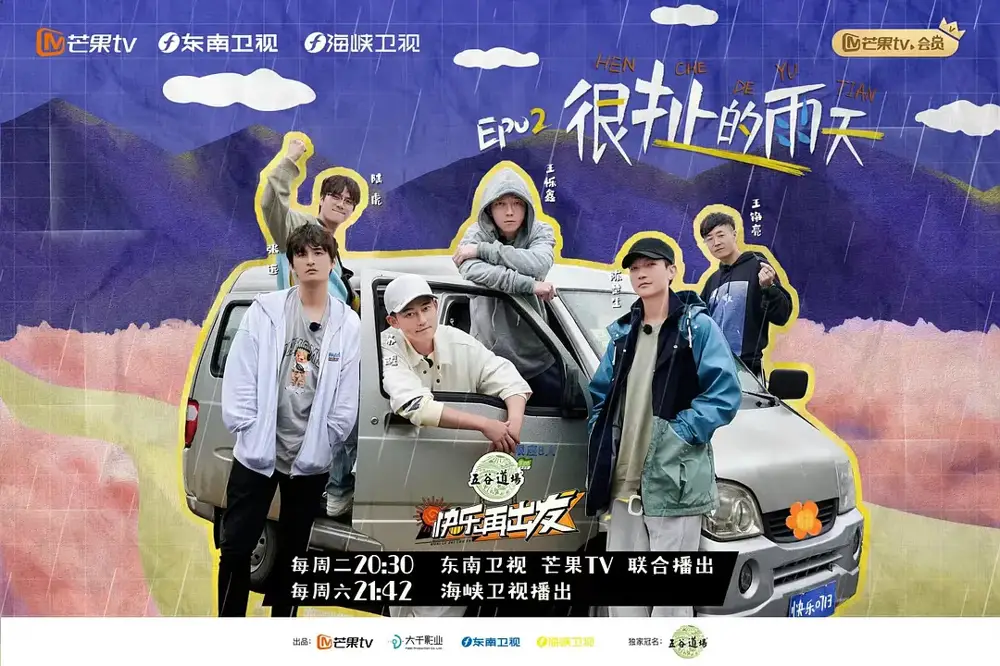 芒果TV 东南卫视 海峡卫视
芒果TV 会员
HEN CHE DE YU TIAN
EP02 很扯的雨天
陆虎
王栎鑫
王铮亮
张远
陈楚生
苏醒
五谷道场
快乐再出发
每周二20:30 东南卫视 芒果TV 联合播出
每周六21:42 海峡卫视播出
快乐0713
出品： 芒果TV 大千影业 东南卫视 海峡卫视 独家冠名： 五谷道场